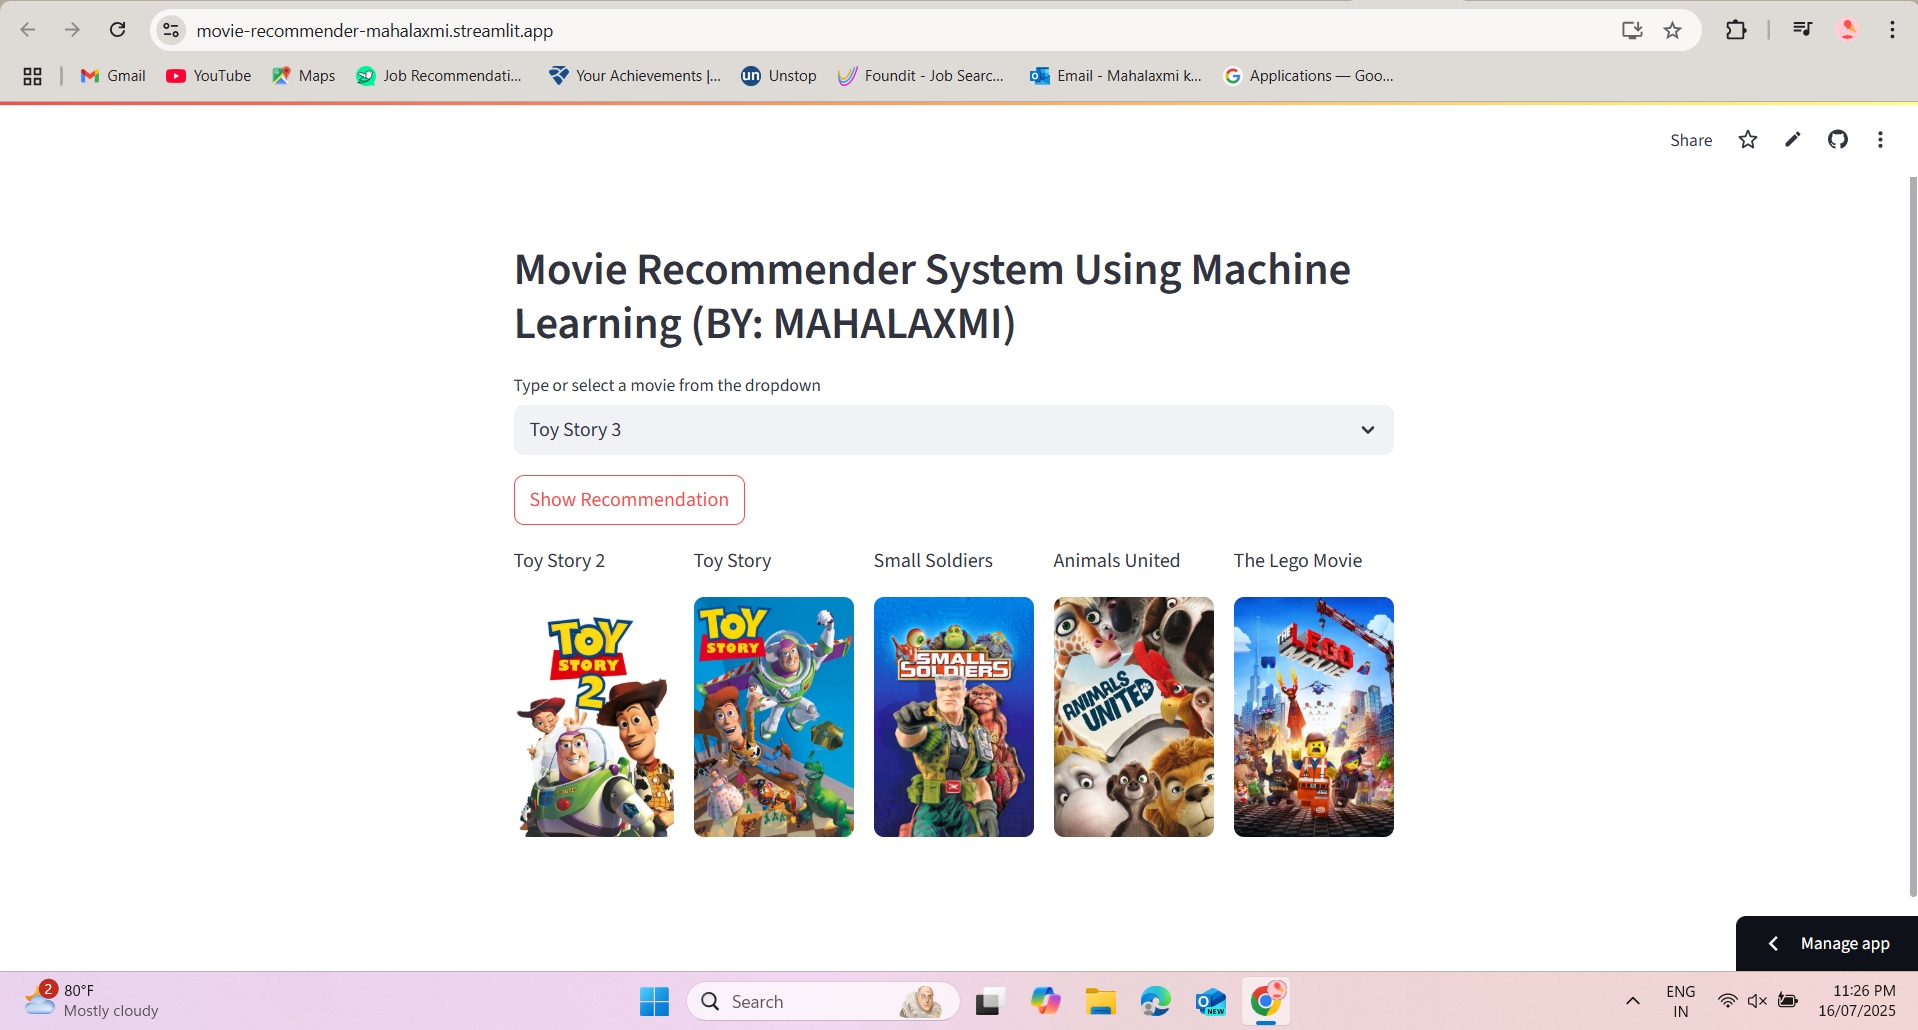 movie-recommender-mahalaxmi.streamlit.app
Gmail
YouTube
Maps
Job Recommendati...
Your Achievements |...
un
Unstop
Foundit - Job Searc...
Email - Mahalaxmi k...
Applications — Goo...
Share
Movie Recommender System Using Machine
Learning (BY: MAHALAXMI)
Type or select a movie from the dropdown
Toy Story 3
Show Recommendation
Toy Story 2
Toy Story
Small Soldiers
Animals United
The Lego Movie
TOY
STORY
2
TOY
STORY
SMALL
SOLDIERS
ANIMALS
UNITED
THE
LEGO
MOVIE
Manage app
2
80°F
Mostly cloudy
Search
NEW
ENG
IN
11:26 PM
16/07/2025